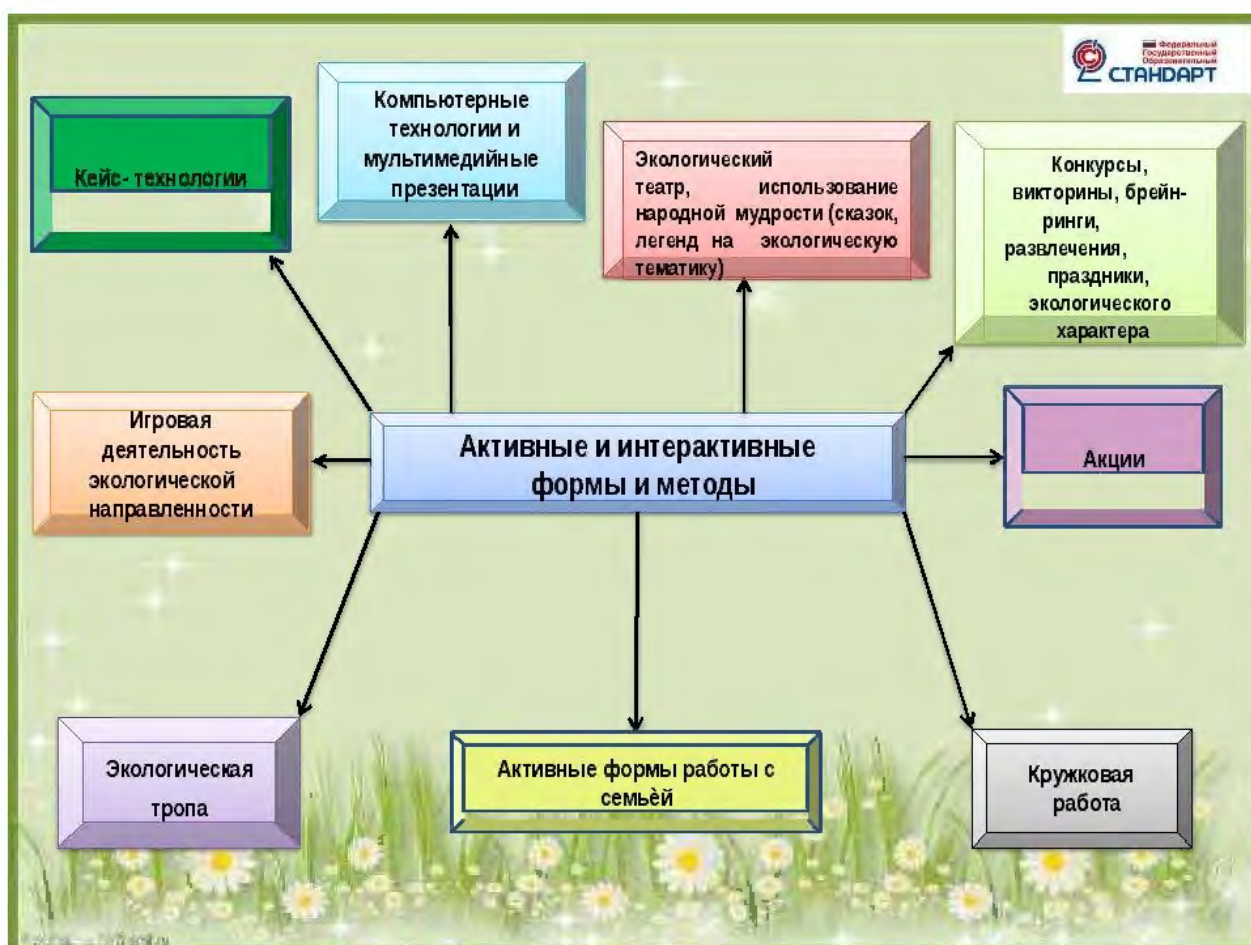 Федеральный
Государственный
Образовательный
СТАНДАРТ
Кейс- технологии
Компьютерные
технологии и
мультимедийные
презентации
Экологический
театр, использование
народной мудрости (сказок,
легенд на экологическую
тематику)
Конкурсы,
викторины, брейн-
ринги,
развлечения,
праздники,
экологического
характера
Игровая
деятельность
экологической
направленности
Активные и интерактивные
формы и методы
Акции
Экологическая
тропа
Активные формы работы с
семьѐй
Кружковая
работа